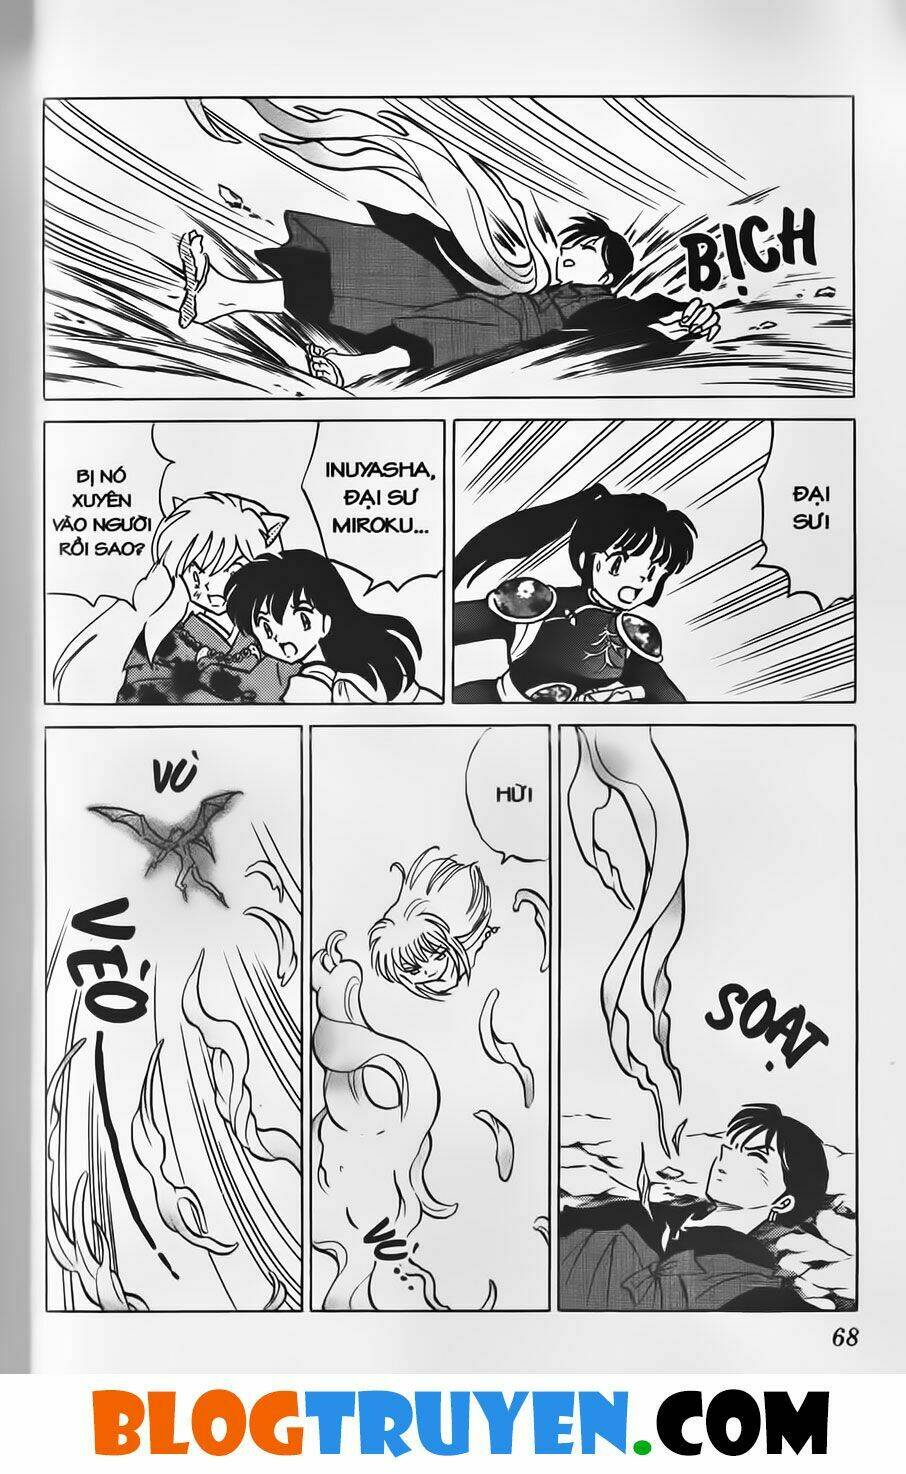 BỊCH
ĐẠI
SƯ!
INUYASHA,
ĐẠI SƯ
MIROKU...
BỊ NÓ
XUYÊN
VÀO NGƯỜI
RỒI SAO?
SOẠT
HỪ!
VÙ...
VÙ
VÈO
68
BLOGTRUYEN.COM